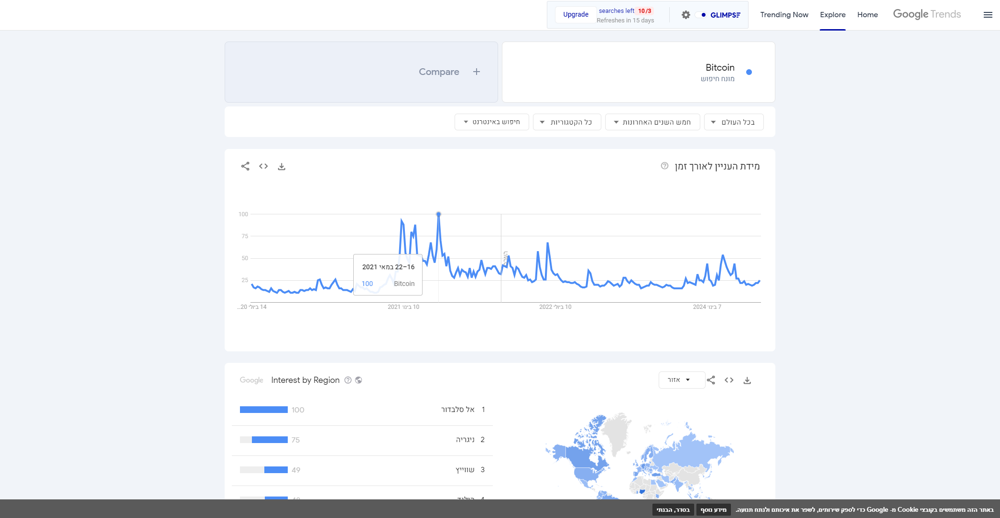 Google Trends
Home
Explore
Trending Now
GLIMPSE
Upgrade
searches left 10/3
Refreshes in 15 days
Bitcoin
מונח חיפוש
Compare
בכל העולם
חמש השנים האחרונות
כל הקטגוריות
חיפוש באינטרנט
מידת העניין לאורך זמן
100
75
50
25
הערה
16–22 במאי 2021
Bitcoin 100
14 ביולי 20...
10 בינו׳ 2021
10 ביולי 2022
7 בינו׳ 2024
Google Interest by Region
אזור
1 אל סלבדור 100
2 ניגריה 75
3 שווייץ 49
באתר הזה משתמשים בקובצי Cookie מ- Google כדי לספק שירותים, לשפר את איכותם ולנתח תנועה.
מידע נוסף
בסדר, הבנתי